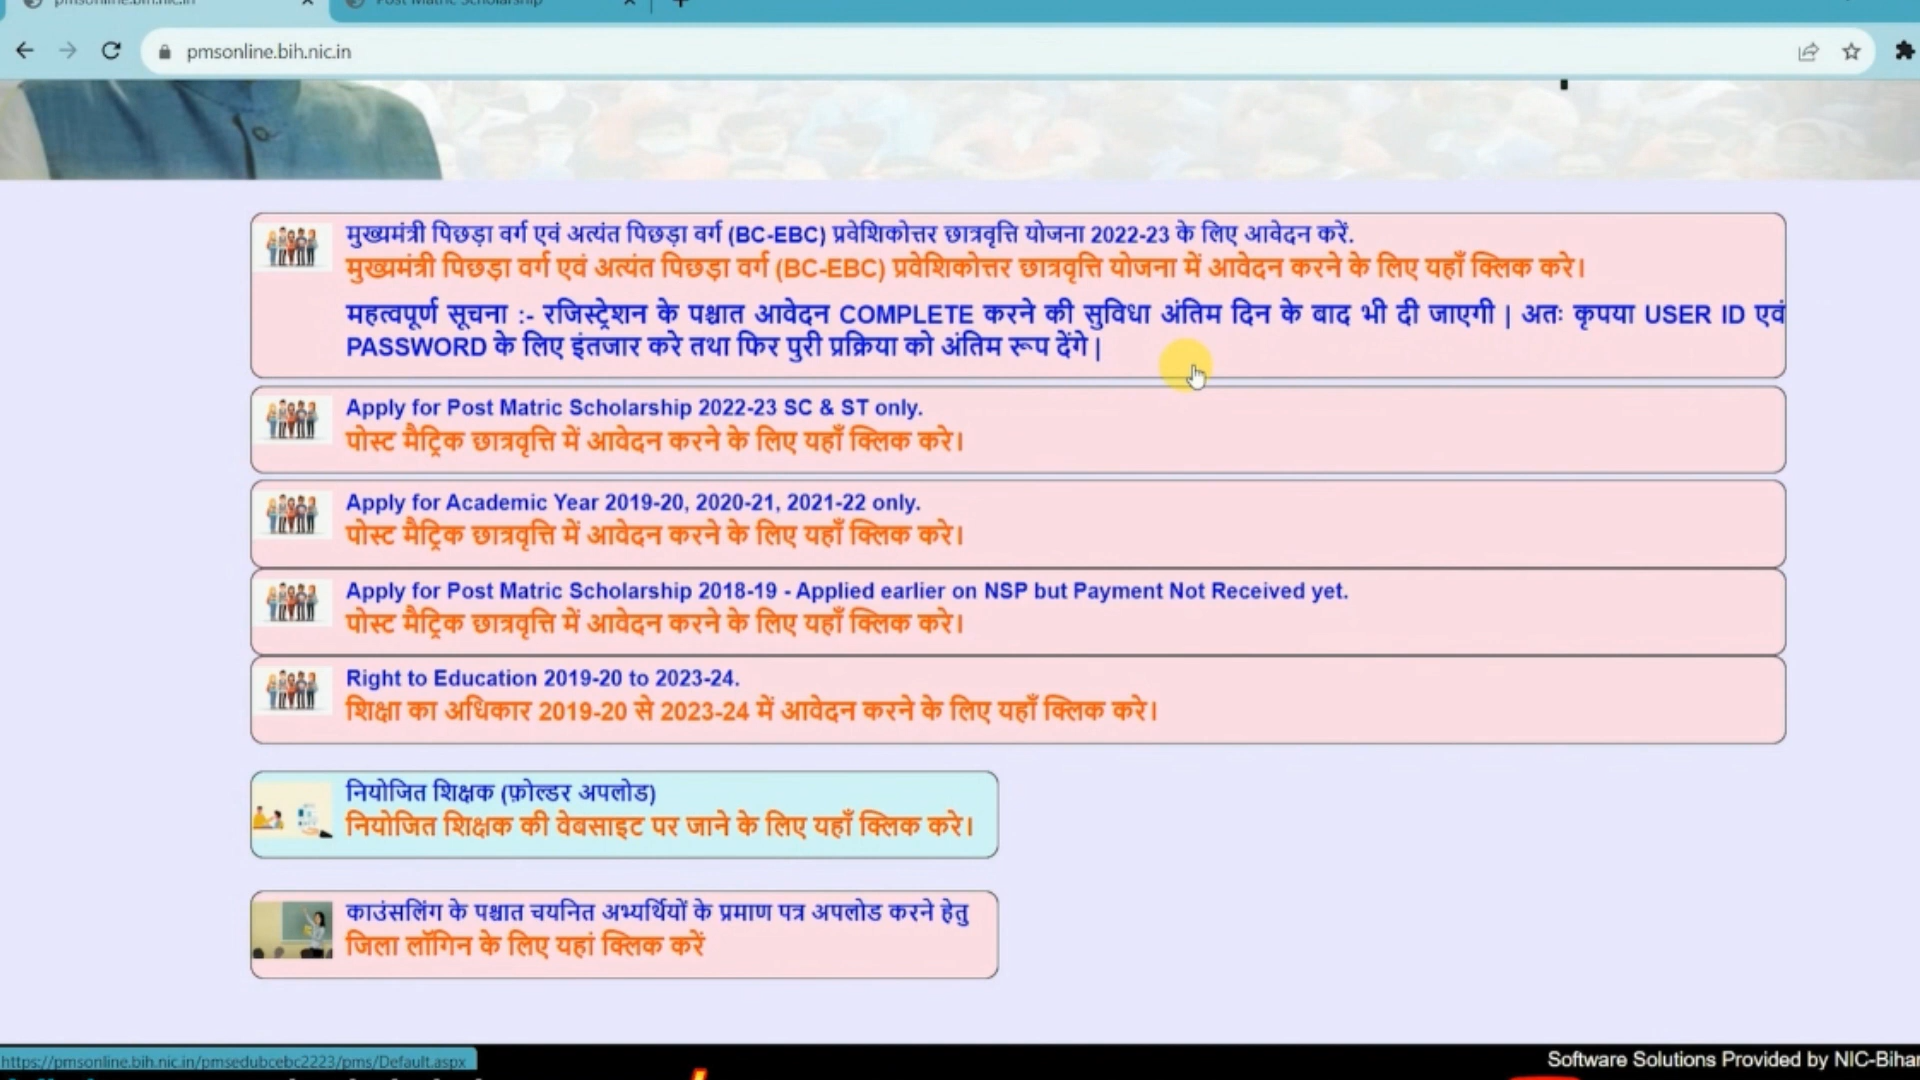 pmsonline.bih.nic.in
Post Matric Scholarship
pmsonline.bih.nic.in
मुख्यमंत्री पिछड़ा वर्ग एवं अत्यंत पिछड़ा वर्ग (BC-EBC) प्रवेशिकोत्तर छात्रवृत्ति योजना 2022-23 के लिए आवेदन करें.
मुख्यमंत्री पिछड़ा वर्ग एवं अत्यंत पिछड़ा वर्ग (BC-EBC) प्रवेशिकोत्तर छात्रवृत्ति योजना में आवेदन करने के लिए यहाँ क्लिक करे।
महत्वपूर्ण सूचना :- रजिस्ट्रेशन के पश्चात आवेदन COMPLETE करने की सुविधा अंतिम दिन के बाद भी दी जाएगी | अतः कृपया USER ID एवं
PASSWORD के लिए इंतजार करे तथा फिर पुरी प्रक्रिया को अंतिम रूप देंगे |
Apply for Post Matric Scholarship 2022-23 SC & ST only.
पोस्ट मैट्रिक छात्रवृत्ति में आवेदन करने के लिए यहाँ क्लिक करे।
Apply for Academic Year 2019-20, 2020-21, 2021-22 only.
पोस्ट मैट्रिक छात्रवृत्ति में आवेदन करने के लिए यहाँ क्लिक करे।
Apply for Post Matric Scholarship 2018-19 - Applied earlier on NSP but Payment Not Received yet.
पोस्ट मैट्रिक छात्रवृत्ति में आवेदन करने के लिए यहाँ क्लिक करे।
Right to Education 2019-20 to 2023-24.
शिक्षा का अधिकार 2019-20 से 2023-24 में आवेदन करने के लिए यहाँ क्लिक करे।
नियोजित शिक्षक (फ़ोल्डर अपलोड)
नियोजित शिक्षक की वेबसाइट पर जाने के लिए यहाँ क्लिक करे।
काउंसलिंग के पश्चात चयनित अभ्यर्थियों के प्रमाण पत्र अपलोड करने हेतु
जिला लॉगिन के लिए यहां क्लिक करें
https://pmsonline.bih.nic.in/pmsedubcebc2223/pms/Default.aspx
Software Solutions Provided by NIC-Bihar